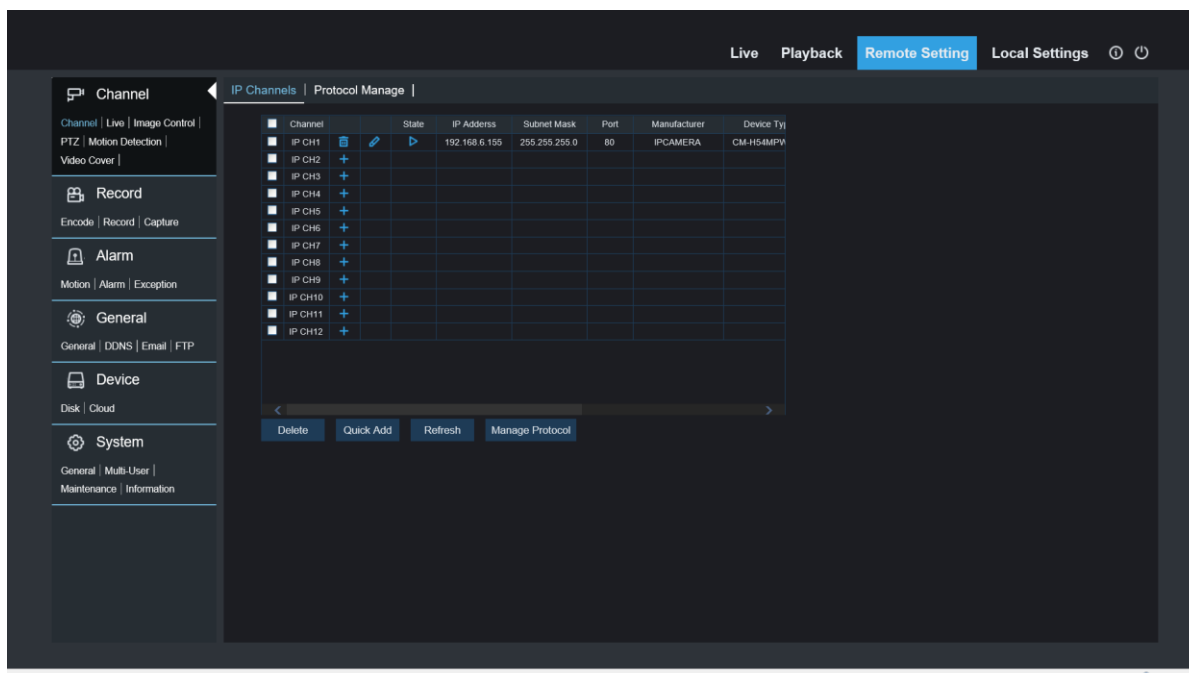 Live Playback Remote Setting Local Settings
Channel
Channel | Live | Image Control |
PTZ | Motion Detection |
Video Cover |
Record
Encode | Record | Capture
Alarm
Motion | Alarm | Exception
General
General | DDNS | Email | FTP
Device
Disk | Cloud
System
General | Multi-User |
Maintenance | Information
IP Channels | Protocol Manage |
Channel State IP Adderss Subnet Mask Port Manufacturer Device Ty
IP CH1 192.168.6.155 255.255.255.0 80 IPCAMERA CM-H54MPW
IP CH2
IP CH3
IP CH4
IP CH5
IP CH6
IP CH7
IP CH8
IP CH9
IP CH10
IP CH11
IP CH12
Delete Quick Add Refresh Manage Protocol